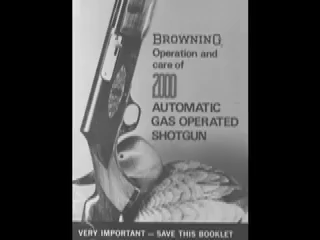 BROWNING
Operation and
care of
2000
AUTOMATIC
GAS OPERATED
SHOTGUN
VERY IMPORTANT — SAVE THIS BOOKLET